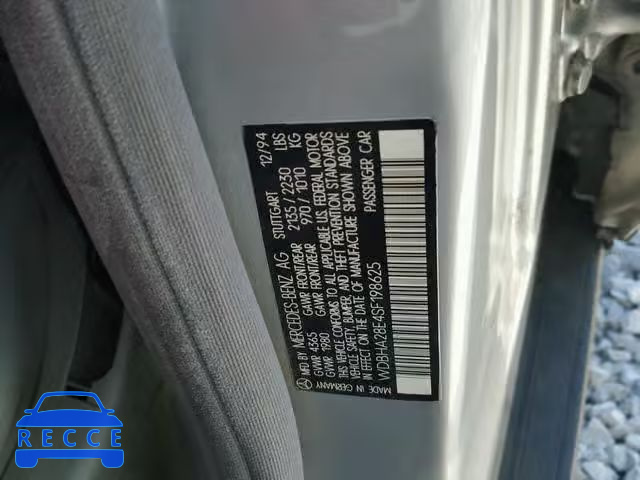 MFD BY MERCEDES-BENZ AG STUTTGART 12/94
GVWR 4365 GAWR FRONT/REAR 2135 / 2230 LBS
GVWR 1980 GAWR FRONT/REAR 970 / 1010 KG
THIS VEHICLE CONFORMS TO ALL APPLICABLE U.S. FEDERAL MOTOR
VEHICLE SAFETY, BUMPER, AND THEFT PREVENTION STANDARDS
IN EFFECT ON THE DATE OF MANUFACTURE SHOWN ABOVE
WDBHA28E4SF198625 PASSENGER CAR
MADE IN GERMANY
RECCE